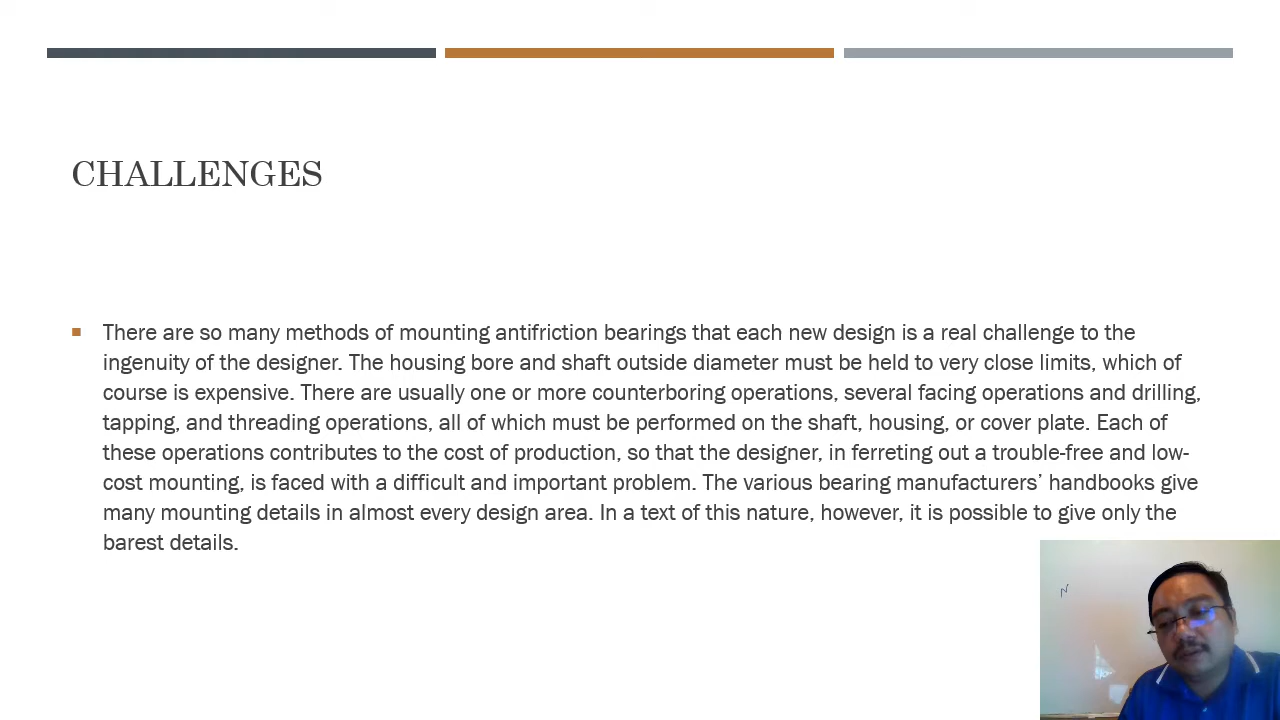 CHALLENGES
There are so many methods of mounting antifriction bearings that each new design is a real challenge to the
ingenuity of the designer. The housing bore and shaft outside diameter must be held to very close limits, which of
course is expensive. There are usually one or more counterboring operations, several facing operations and drilling,
tapping, and threading operations, all of which must be performed on the shaft, housing, or cover plate. Each of
these operations contributes to the cost of production, so that the designer, in ferreting out a trouble-free and low-
cost mounting, is faced with a difficult and important problem. The various bearing manufacturers’ handbooks give
many mounting details in almost every design area. In a text of this nature, however, it is possible to give only the
barest details.
N